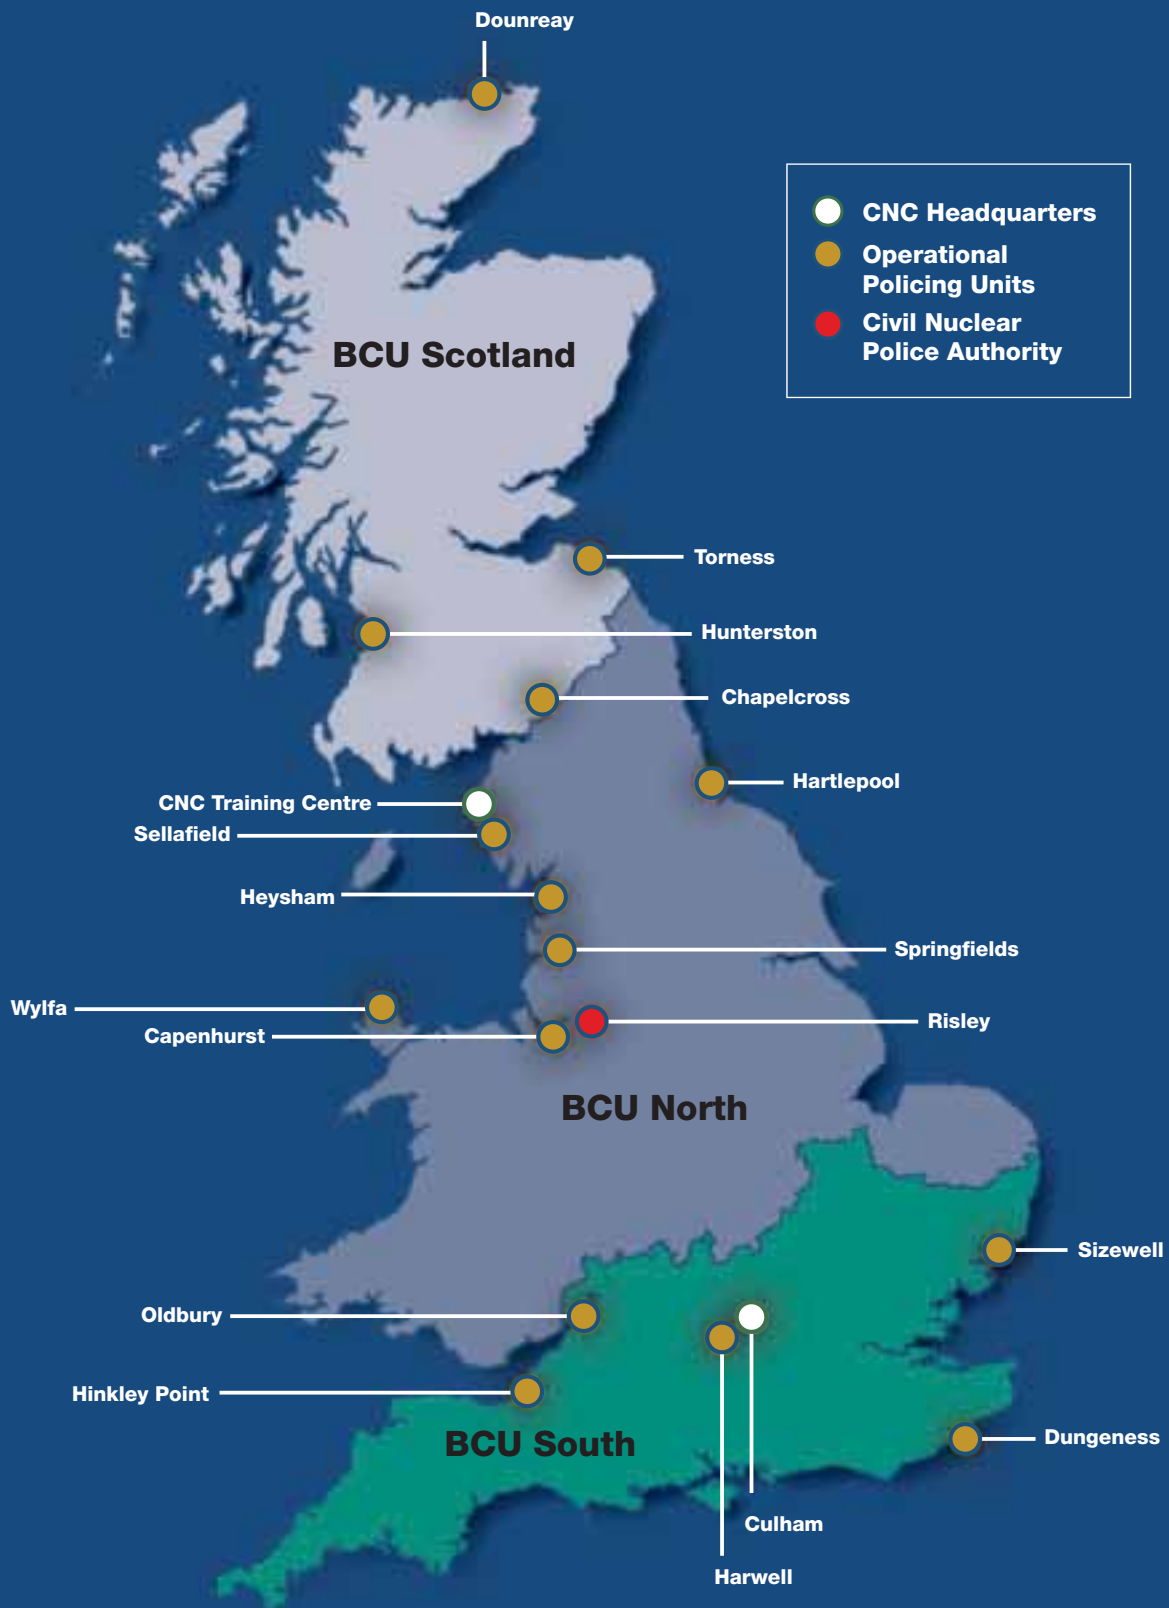 Dounreay
CNC Headquarters
Operational
Policing Units
Civil Nuclear
Police Authority
BCU Scotland
Torness
Hunterston
Chapelcross
Hartlepool
CNC Training Centre
Sellafield
Heysham
Springfields
Wylfa
Risley
Capenhurst
BCU North
Sizewell
Oldbury
Hinkley Point
BCU South
Dungeness
Culham
Harwell